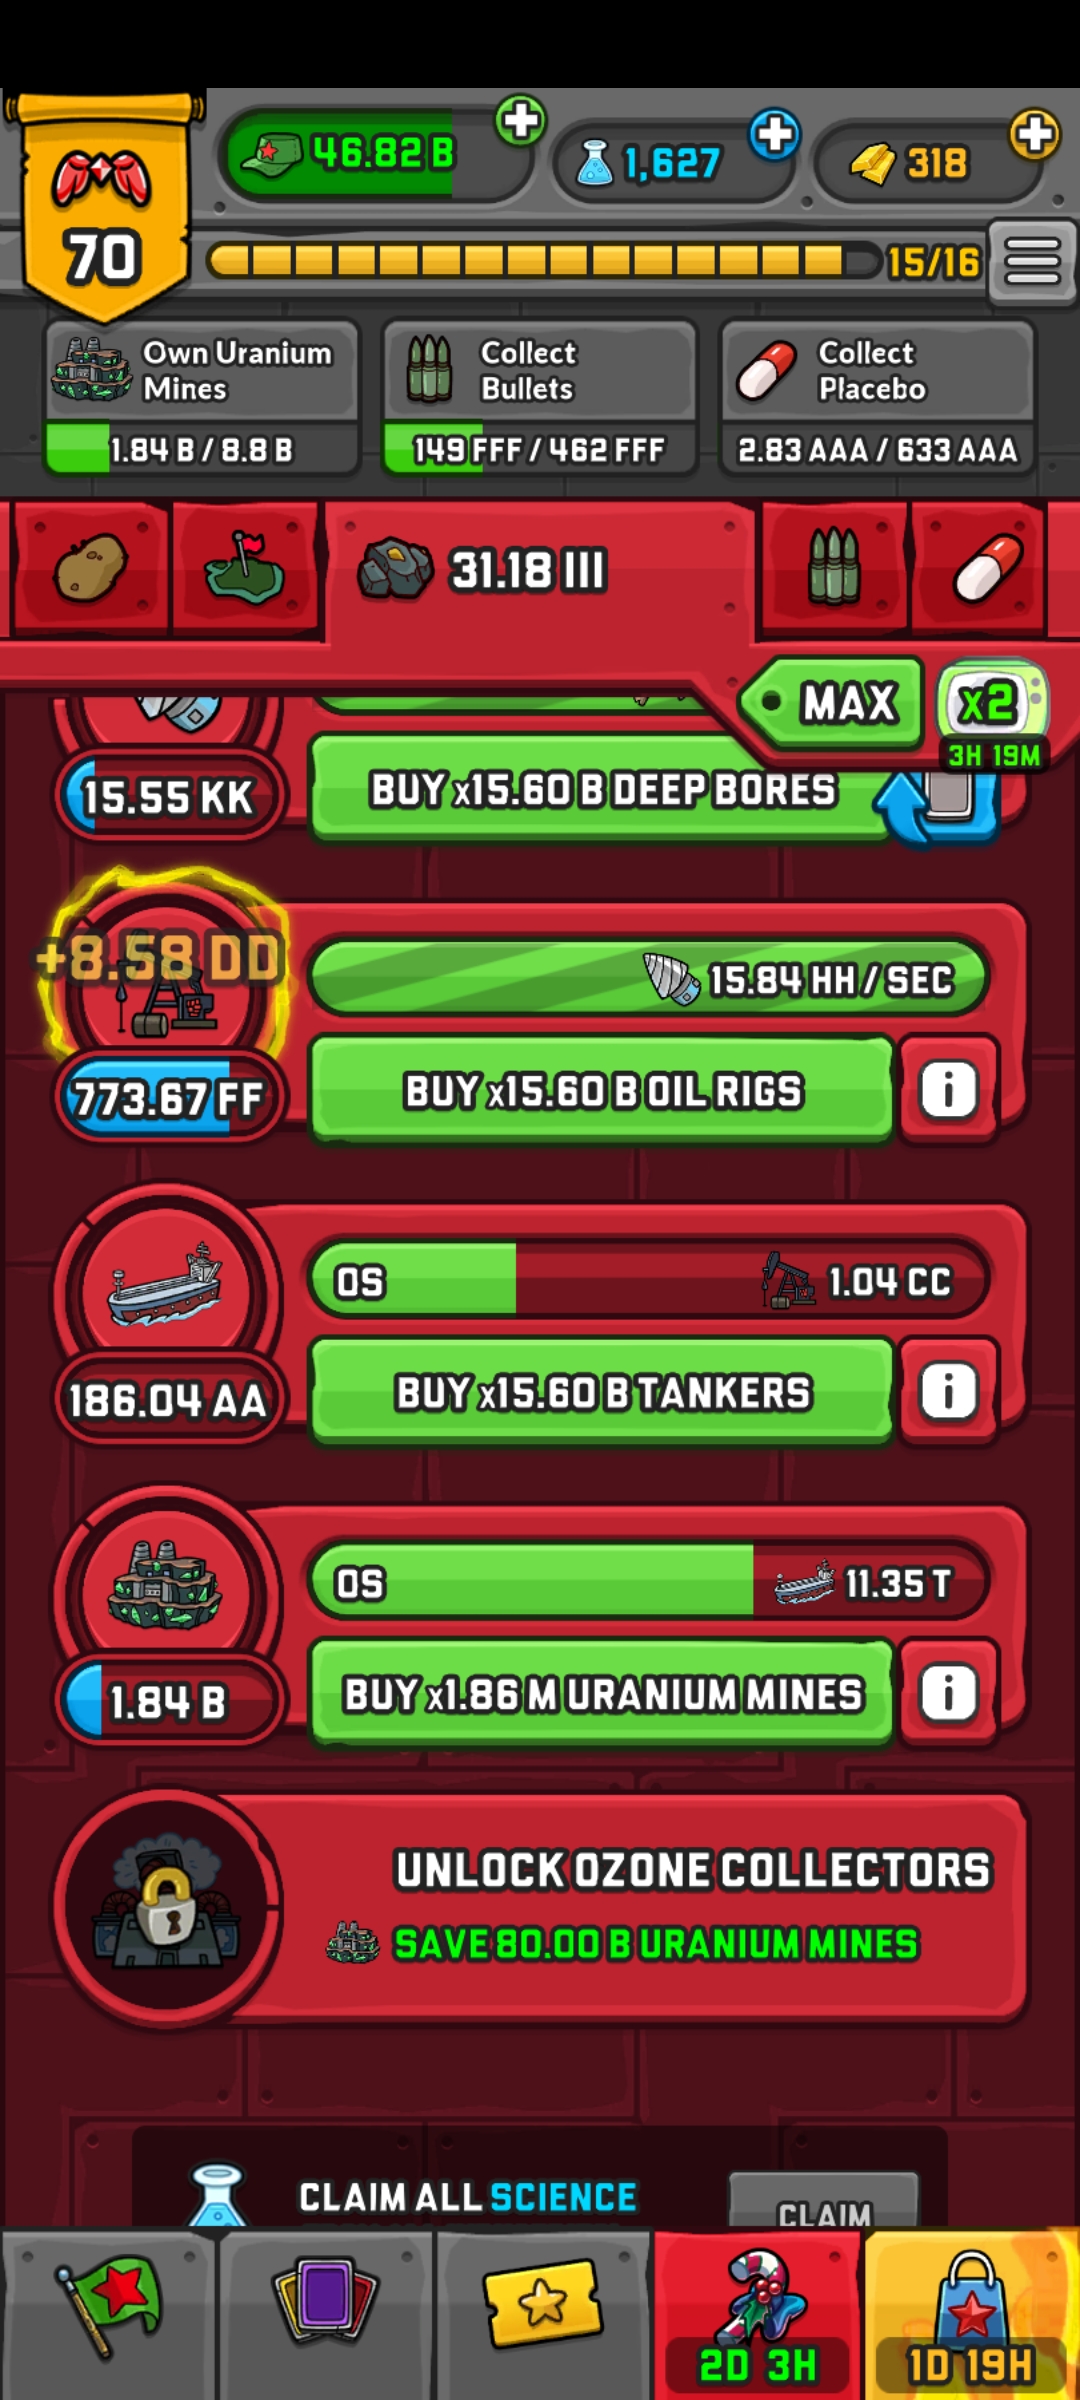 46.82 B
1,627
318
70
15/16
Own Uranium
Mines
1.84 B / 8.8 B
Collect
Bullets
149 FFF / 462 FFF
Collect
Placebo
2.83 AAA / 633 AAA
31.18 III
MAX
x2
3H 19M
15.55 KK
BUY x15.60 B DEEP BORES
+8.58 DD
15.84 HH / SEC
773.67 FF
BUY x15.60 B OIL RIGS
i
0S
1.04 CC
186.04 AA
BUY x15.60 B TANKERS
i
0S
11.35 T
1.84 B
BUY x1.86 M URANIUM MINES
i
UNLOCK OZONE COLLECTORS
SAVE 80.00 B URANIUM MINES
CLAIM ALL SCIENCE
CLAIM
2D 3H
1D 19H